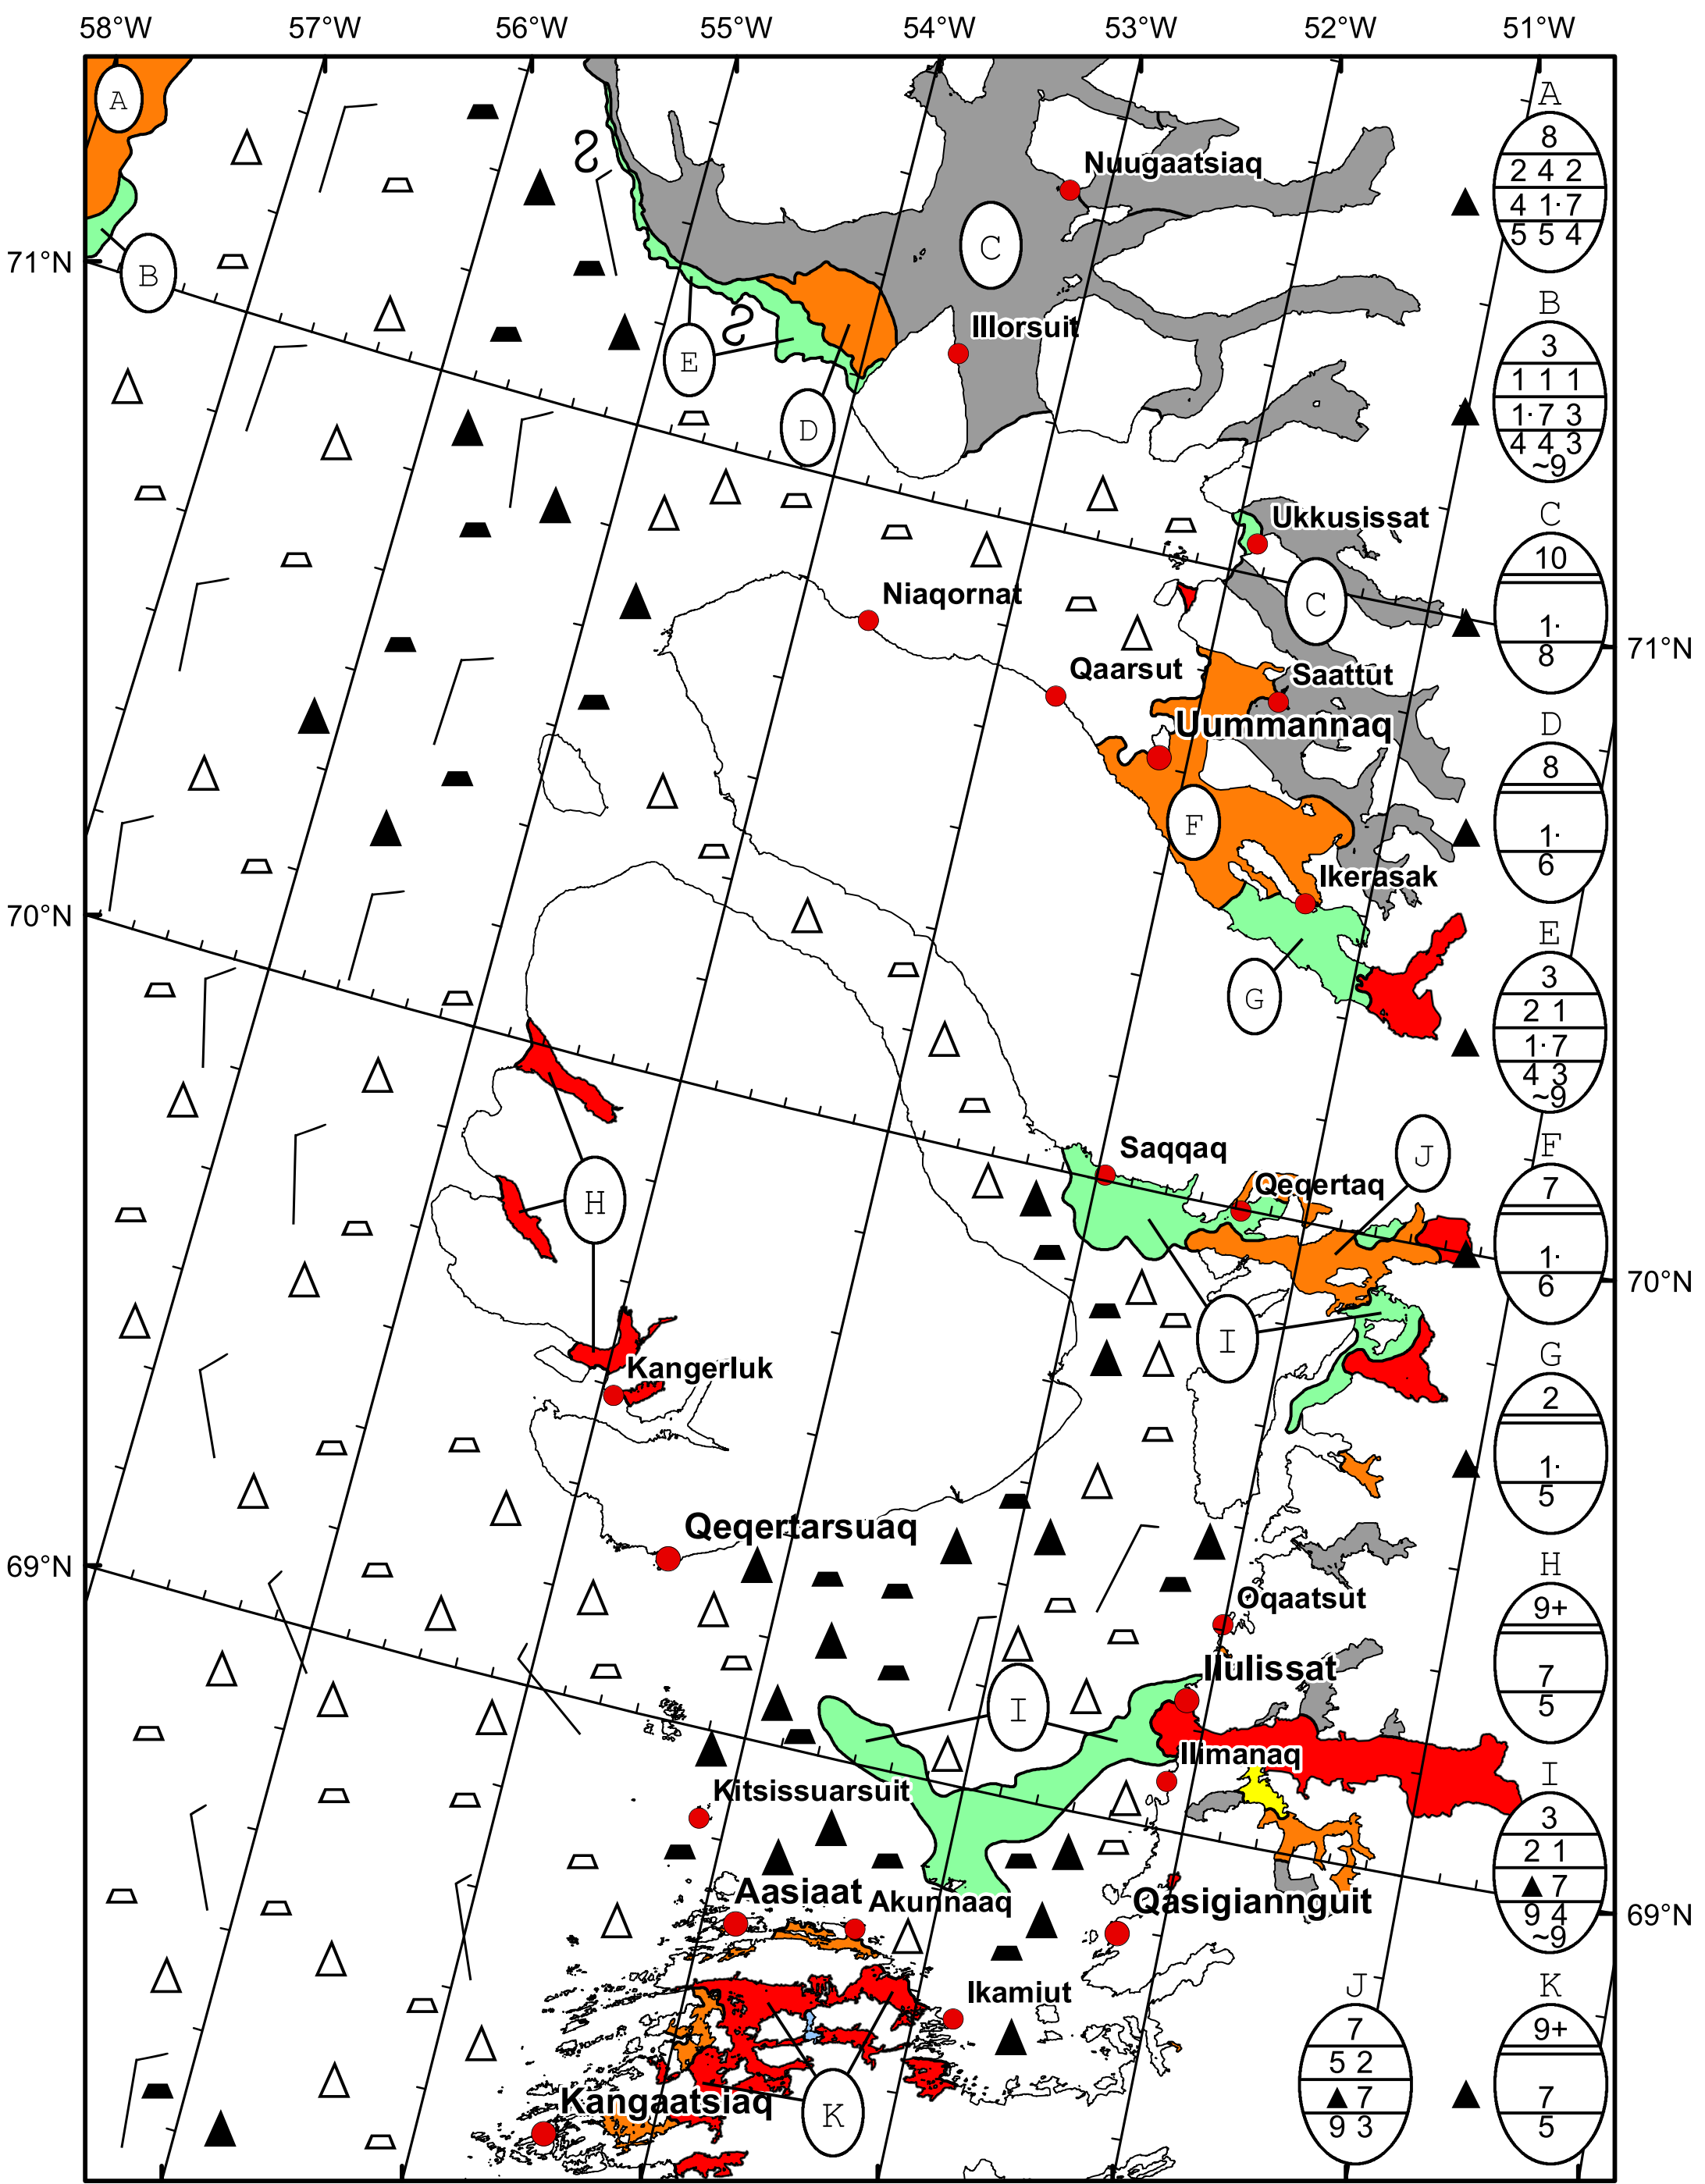 58°W 57°W 56°W 55°W 54°W 53°W 52°W 51°W
A
A
8
2 4 2
4 1· 7
5 5 4
Nuugaatsiaq
C
71°N
B
B
3
1 1 1
1· 7 3
4 4 3
~9
Illorsuit
E
D
C
10
1·
8
Ukkusissat
Niaqornat
C
71°N
Qaarsut
Saattut
Uummannaq
D
8
1·
6
F
Ikerasak
70°N
G
E
3
2 1
1· 7
4 3
~9
Saqqaq
J
Qeqertaq
H
F
7
1·
6
70°N
I
Kangerluk
G
2
1·
5
Qeqertarsuaq
69°N
Oqaatsut
H
9+
7
5
Ilulissat
I
Ilimanaq
Kitsissuarsuit
I
3
2 1
7
9 4
~9
Aasiaat
Akunnaaq
Qasigiannguit
69°N
Ikamiut
J
7
5 2
7
9 3
K
9+
7
5
Kangaatsiaq
K